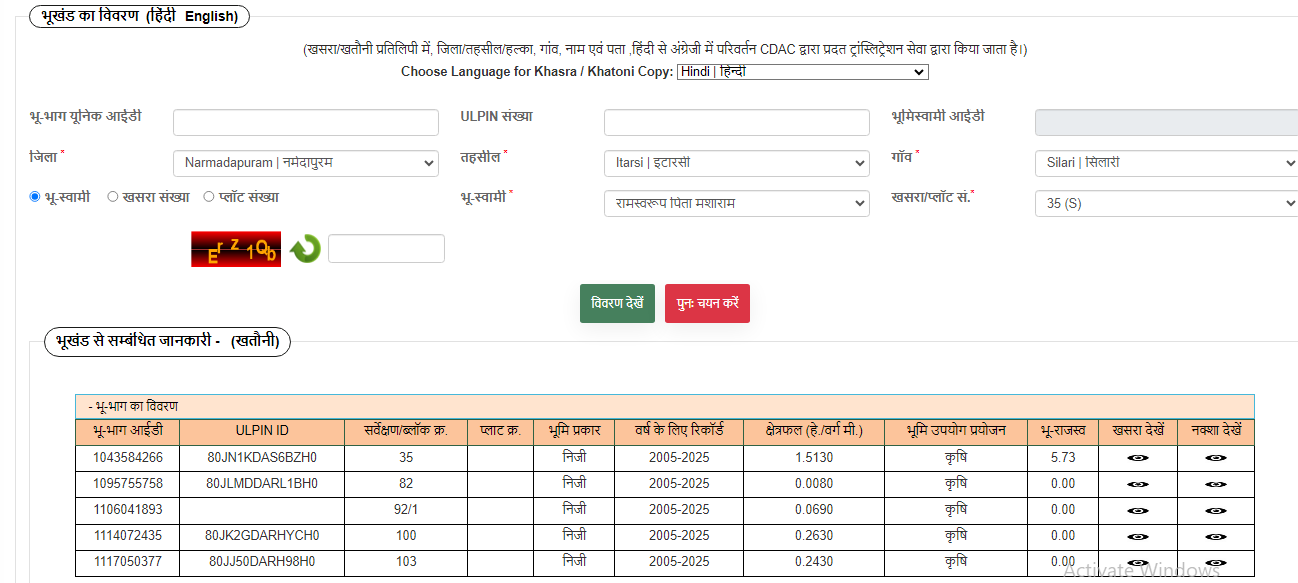 भूखंड का विवरण (हिंदी English)
(खसरा/खतौनी प्रतिलिपी में, जिला/तहसील/हल्का, गांव, नाम एवं पता ,हिंदी से अंग्रेजी में परिवर्तन CDAC द्वारा प्रदत ट्रांस्लिट्रेशन सेवा द्वारा किया जाता है।)
Choose Language for Khasra / Khatoni Copy: Hindi | हिन्दी
भू-भाग यूनिक आईडी ULPIN संख्या भूमिस्वामी आईडी
जिला * Narmadapuram | नर्मदापुरम तहसील * Itarsi | इटारसी गाँव * Silari | सिलारी
भू-स्वामी खसरा संख्या प्लॉट संख्या भू-स्वामी * रामस्वरूप पिता मंशाराम खसरा/प्लॉट सं.* 35 (S)
Er z 1Qb
विवरण देखें पुनः चयन करें
भूखंड से सम्बंधित जानकारी - (खतौनी)
- भू-भाग का विवरण
भू-भाग आईडी ULPIN ID सर्वेक्षण/ब्लॉक क्र. प्लाट क्र. भूमि प्रकार वर्ष के लिए रिकॉर्ड क्षेत्रफल (हे./वर्ग मी.) भूमि उपयोग प्रयोजन भू-राजस्व खसरा देखें नक्शा देखें
1043584266 80JN1KDAS6BZH0 35 निजी 2005-2025 1.5130 कृषि 5.73
1095755758 80JLMDDARL1BH0 82 निजी 2005-2025 0.0080 कृषि 0.00
1106041893 92/1 निजी 2005-2025 0.0690 कृषि 0.00
1114072435 80JK2GDARHYCH0 100 निजी 2005-2025 0.2630 कृषि 0.00
1117050377 80JJ50DARH98H0 103 निजी 2005-2025 0.2430 कृषि 0.00
Activate Windows